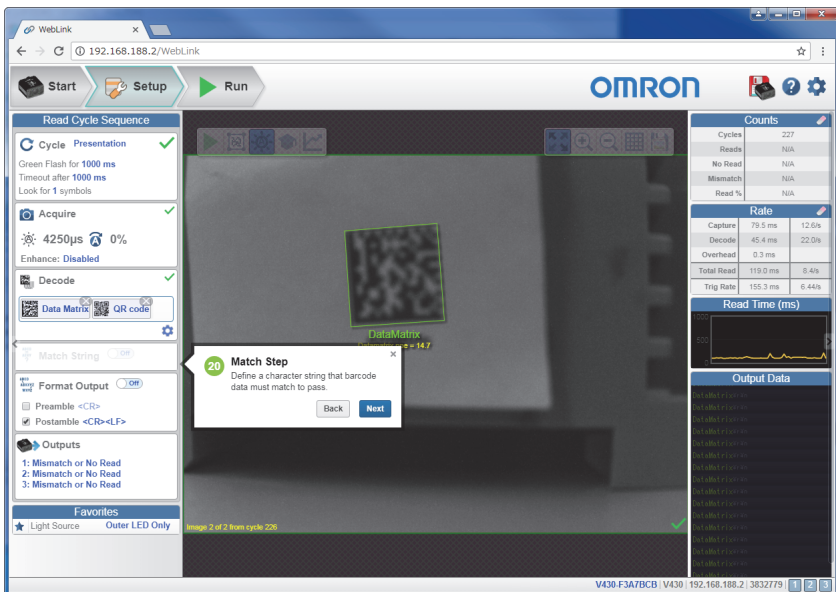 WebLink
192.168.188.2/WebLink
Start
Setup
Run
OMRON
Read Cycle Sequence
Cycle Presentation
Green Flash for 1000 ms
Timeout after 1000 ms
Look for 1 symbols
Acquire
4250µs 0%
Enhance: Disabled
Decode
Data Matrix QR code
Match String Off
Format Output Off
Preamble <CR>
Postamble <CR><LF>
Outputs
1: Mismatch or No Read
2: Mismatch or No Read
3: Mismatch or No Read
Favorites
Light Source Outer LED Only
DataMatrix
= 14.7
20 Match Step
Define a character string that barcode
data must match to pass.
Back Next
Image 2 of 2 from cycle 226
Counts
Cycles 227
Reads N/A
No Read N/A
Mismatch N/A
Read % N/A
Rate
Capture 79.5 ms 12.6/s
Decode 45.4 ms 22.0/s
Overhead 0.3 ms
Total Read 119.0 ms 8.4/s
Trig Rate 155.3 ms 6.44/s
Read Time (ms)
1000
500
0
Output Data
V430-F3A7BCB V430 192.168.188.2 3832779 1 2 3